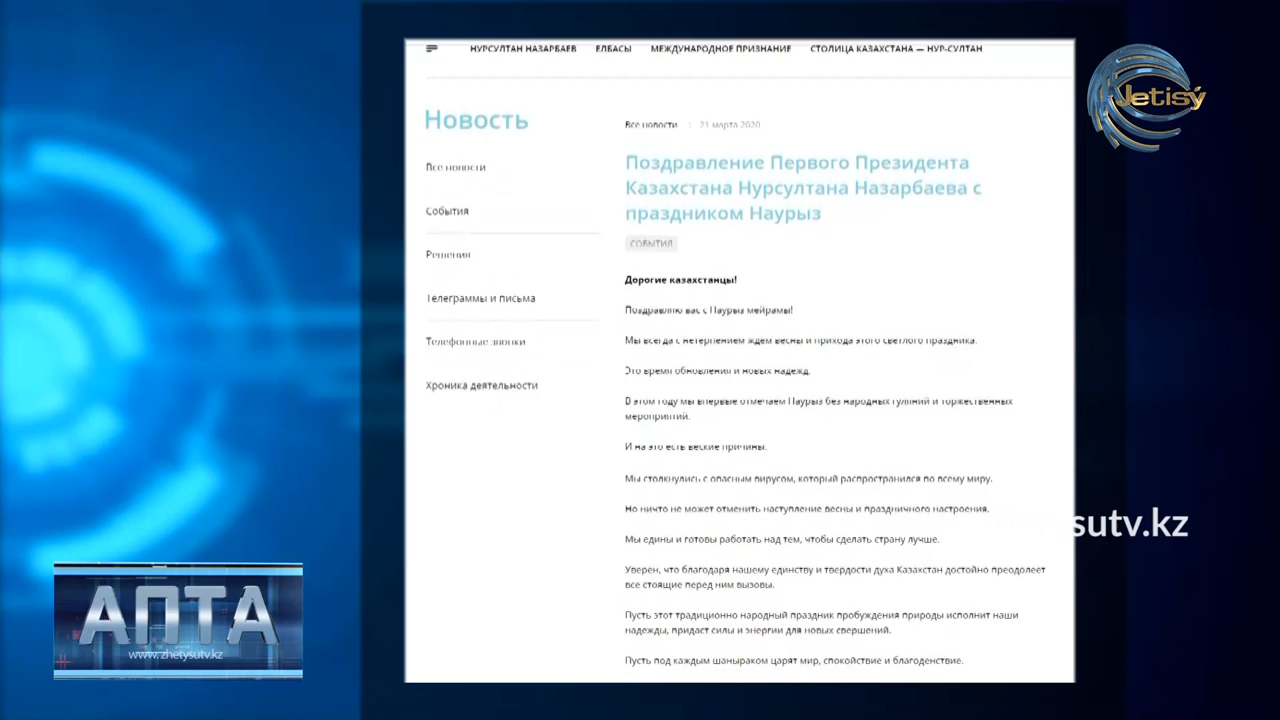 НУРСУЛТАН НАЗАРБАЕВ ЕЛБАСЫ МЕЖДУНАРОДНОЕ ПРИЗНАНИЕ СТОЛИЦА КАЗАХСТАНА — НУР-СУЛТАН
Jetisý
Новость
Все новости
События
Решения
Телеграммы и письма
Телефонные звонки
Хроника деятельности
Все новости : 21 марта 2020
Поздравление Первого Президента
Казахстана Нурсултана Назарбаева с
праздником Наурыз
СОБЫТИЯ
Дорогие казахстанцы!
Поздравляю вас с Наурыз мейрамы!
Мы всегда с нетерпением ждем весны и прихода этого светлого праздника.
Это время обновления и новых надежд.
В этом году мы впервые отмечаем Наурыз без народных гуляний и торжественных
мероприятий.
И на это есть веские причины.
Мы столкнулись с опасным вирусом, который распространился по всему миру.
Но ничто не может отменить наступление весны и праздничного настроения.
Мы едины и готовы работать над тем, чтобы сделать страну лучше.
Уверен, что благодаря нашему единству и твердости духа Казахстан достойно преодолеет
все стоящие перед ним вызовы.
Пусть этот традиционно народный праздник пробуждения природы исполнит наши
надежды, придаст силы и энергии для новых свершений.
Пусть под каждым шаныраком царят мир, спокойствие и благоденствие.
sutv.kz
АПТА
www.zhetysutv.kz